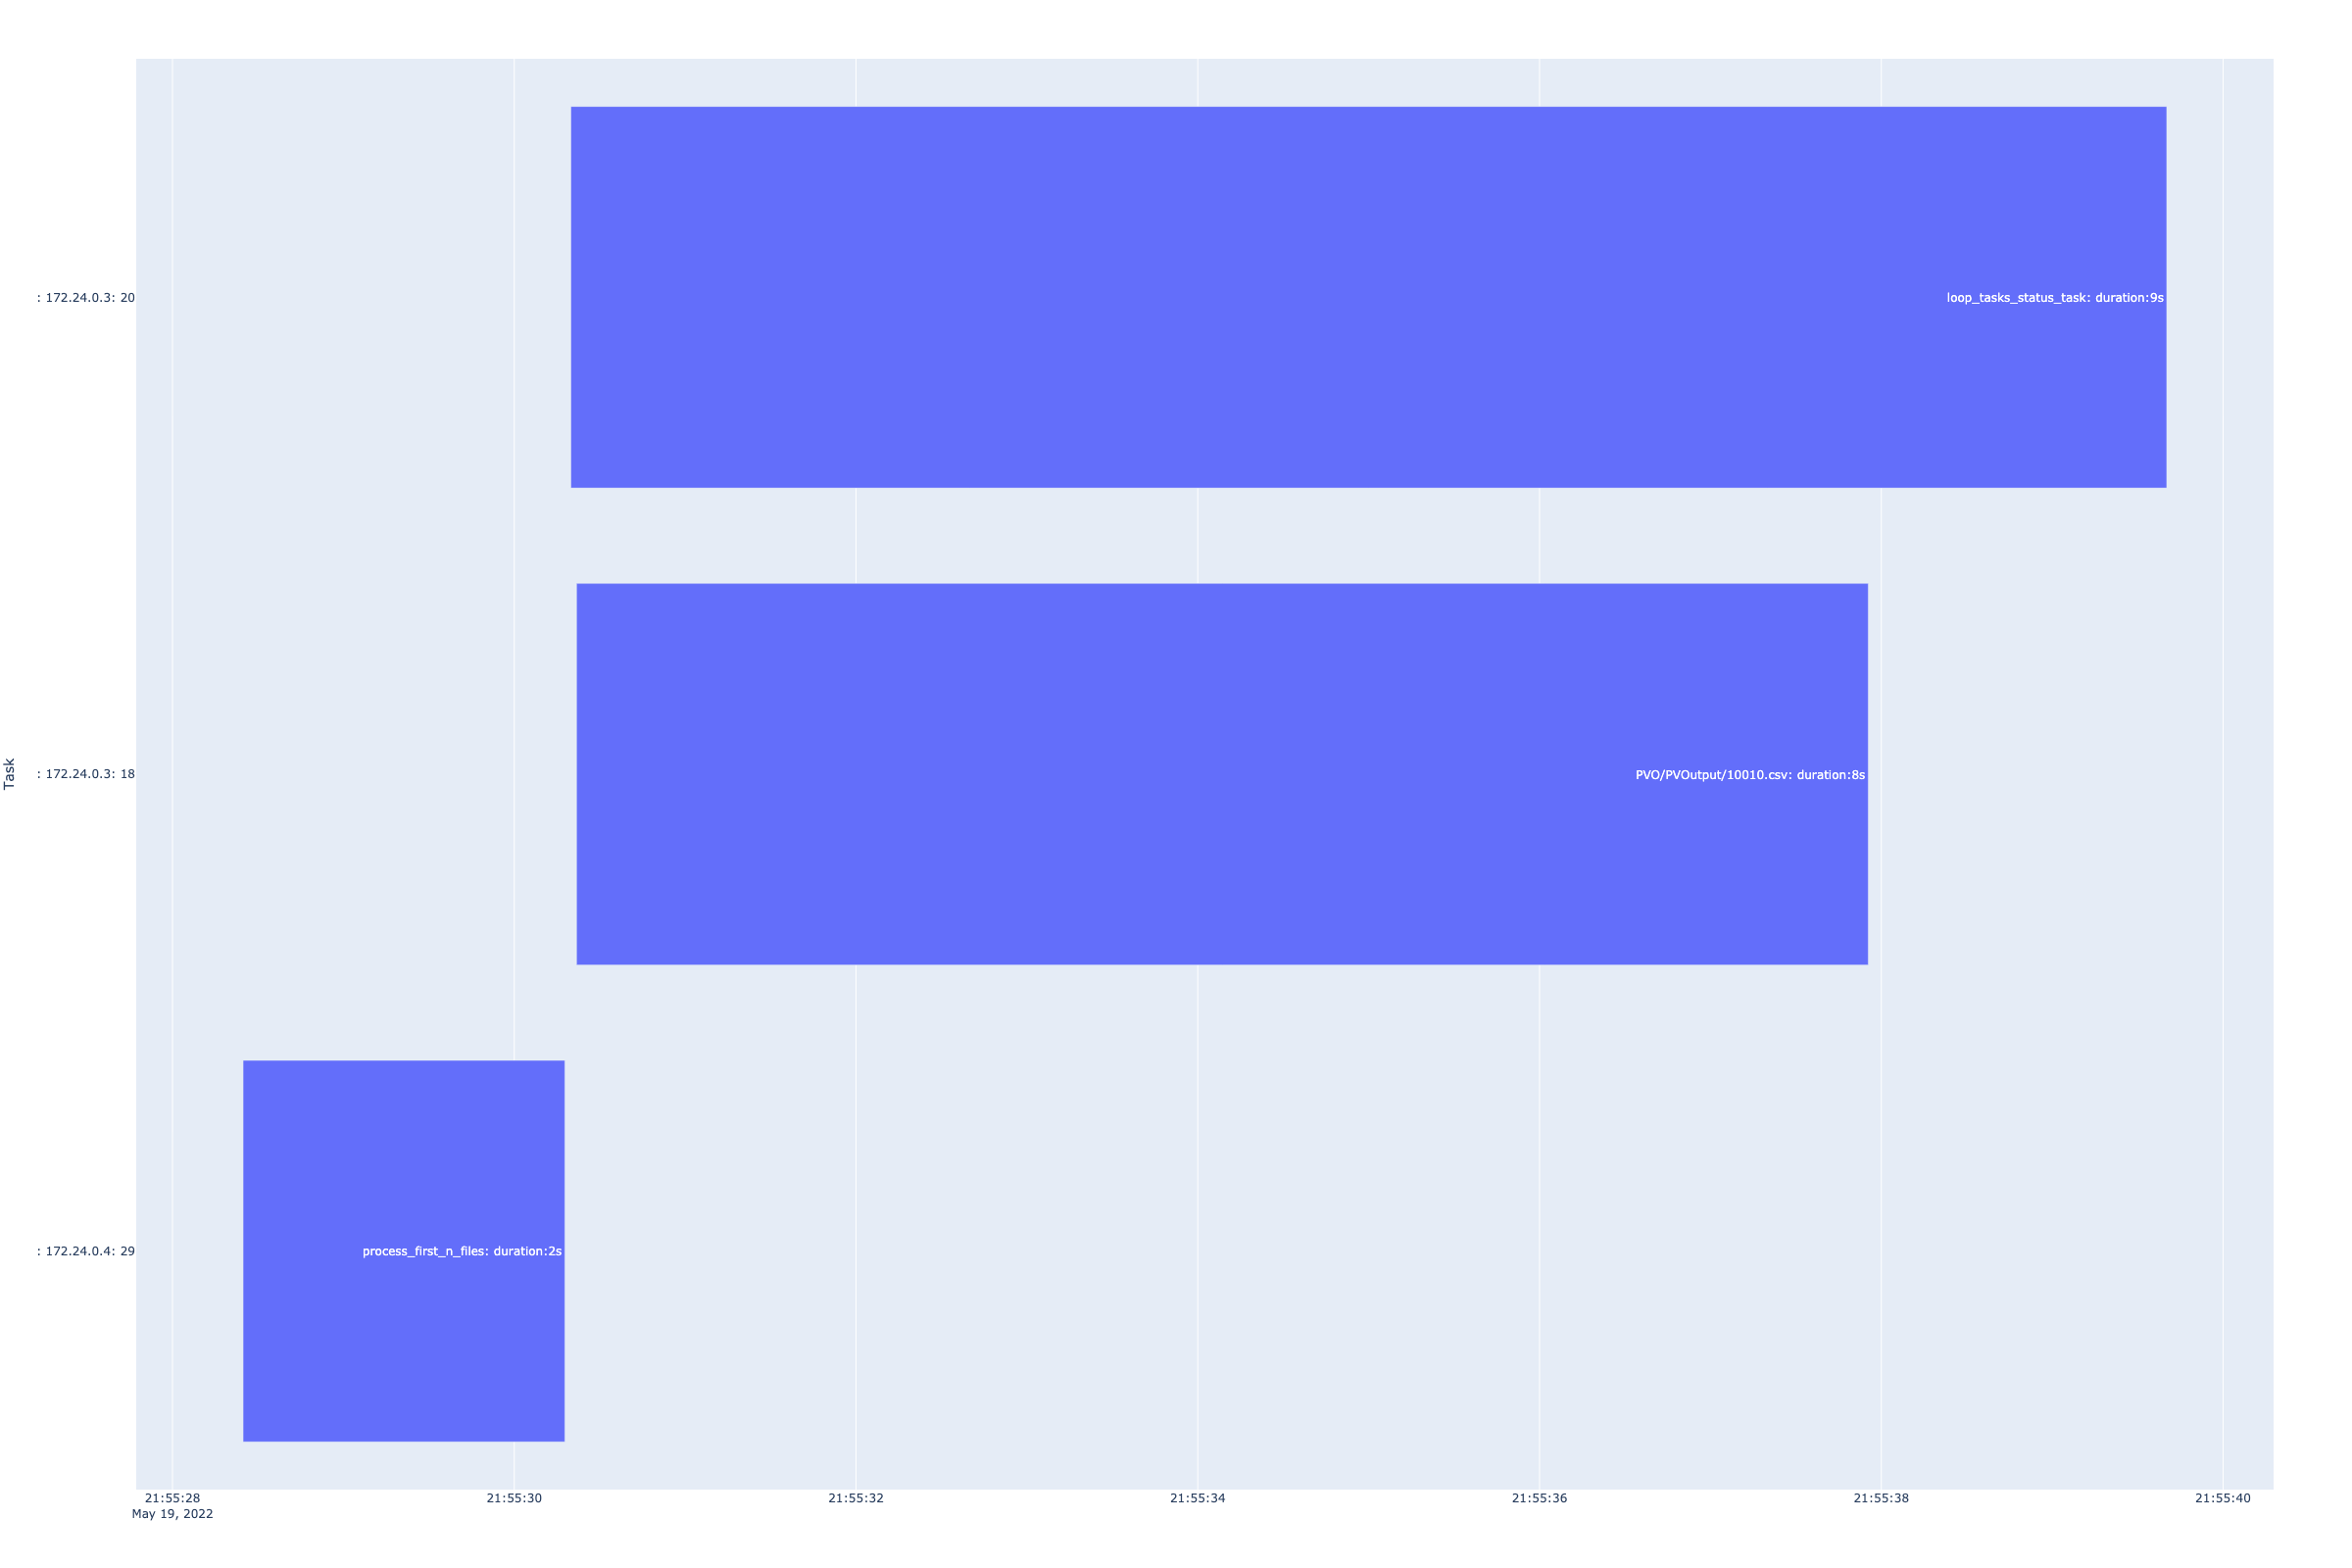 Task
: 172.24.0.3: 20
loop_tasks_status_task: duration:9s
: 172.24.0.3: 18
PVO/PVOutput/10010.csv: duration:8s
: 172.24.0.4: 29
process_first_n_files: duration:2s
21:55:28 21:55:30 21:55:32 21:55:34 21:55:36 21:55:38 21:55:40
May 19, 2022